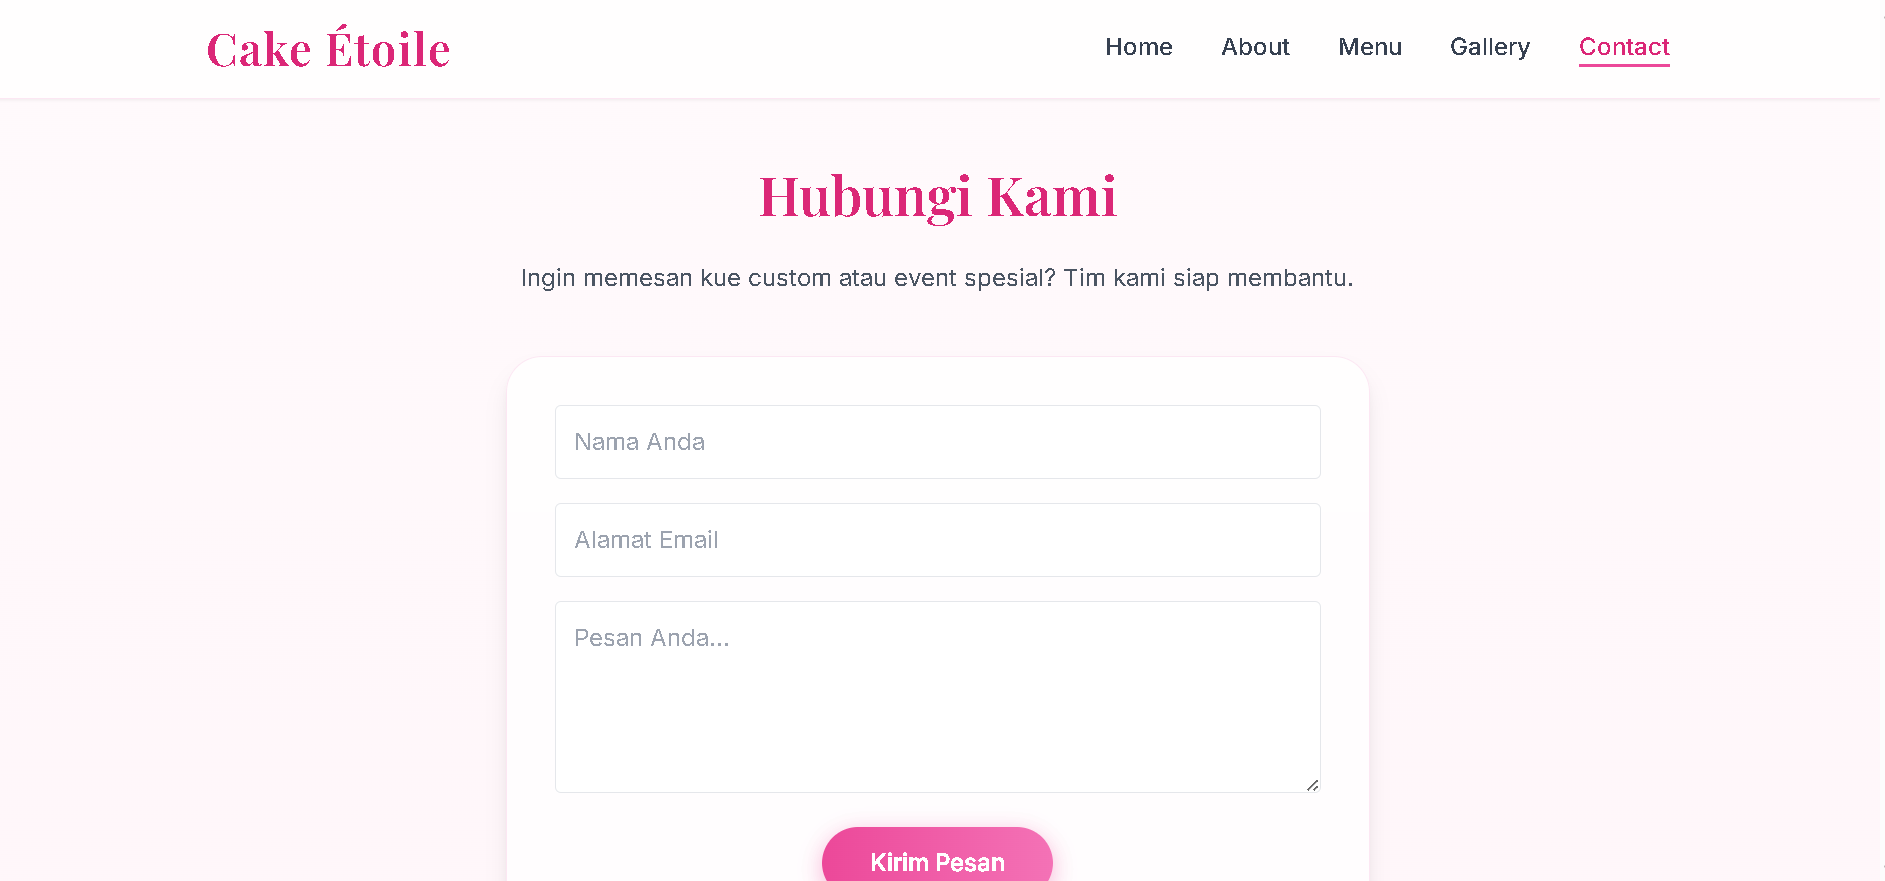 Cake Étoile
Home About Menu Gallery Contact
Hubungi Kami
Ingin memesan kue custom atau event spesial? Tim kami siap membantu.
Nama Anda
Alamat Email
Pesan Anda...
Kirim Pesan